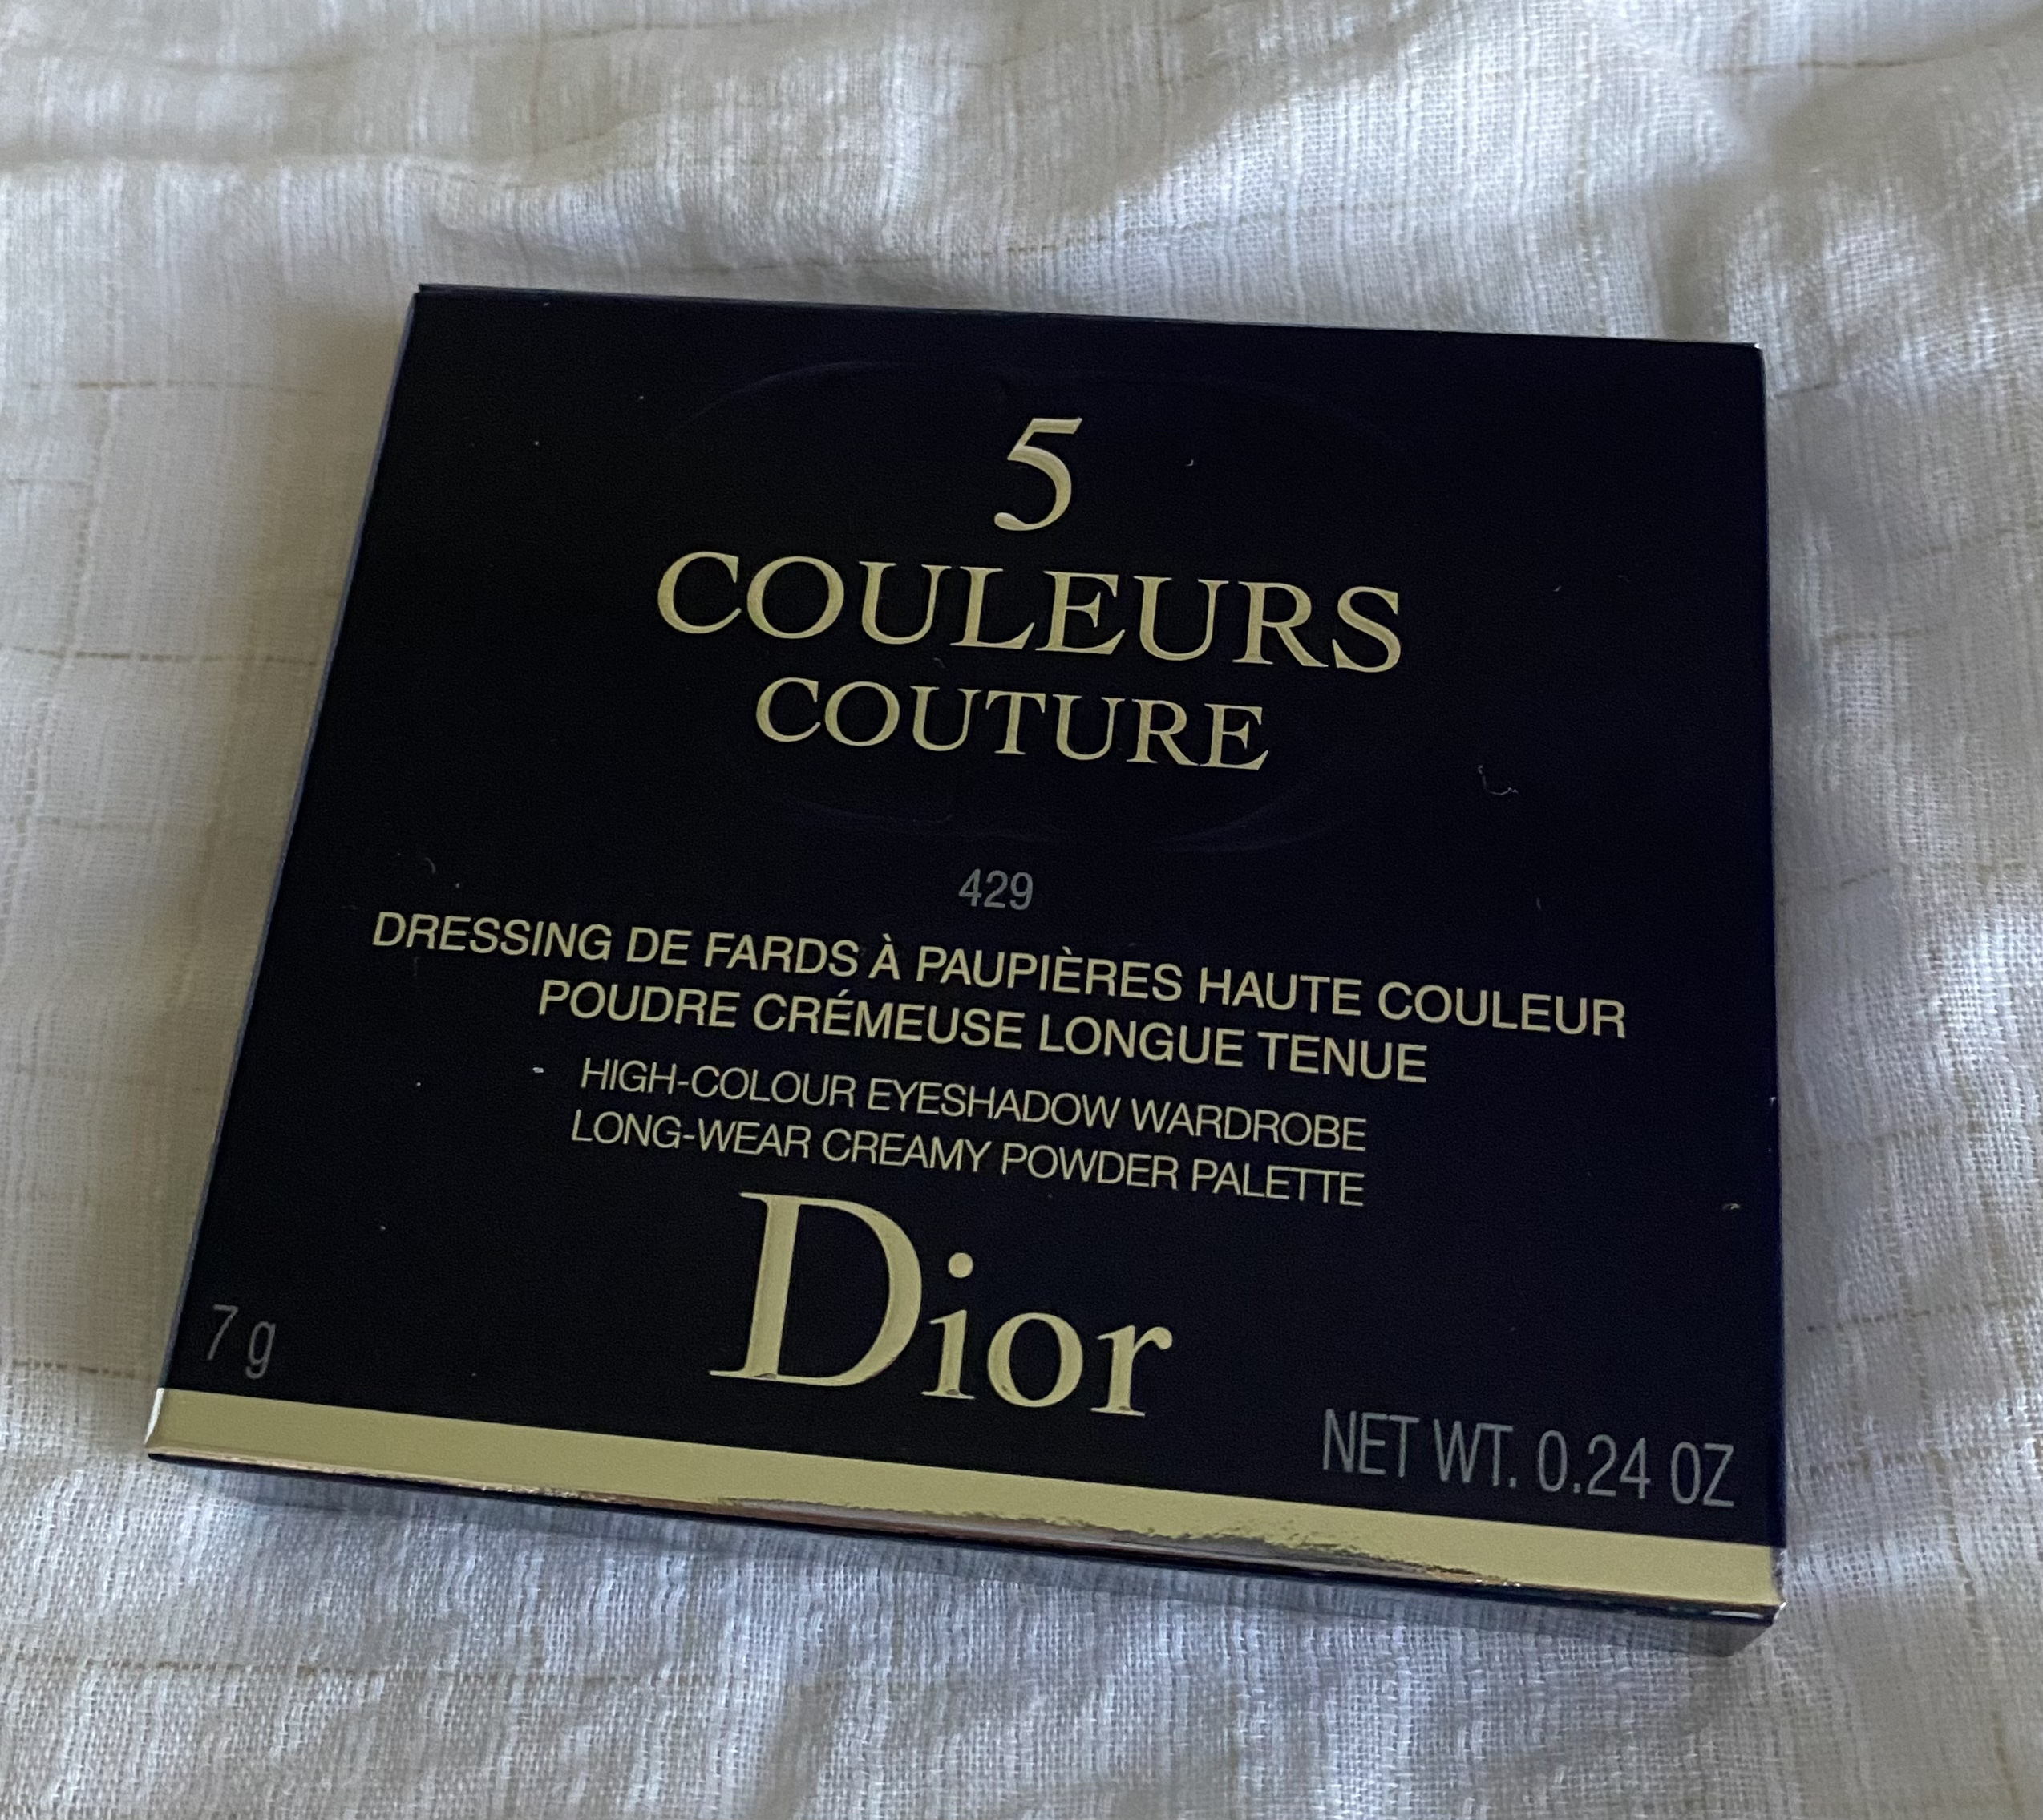 5
COULEURS
COUTURE
429
DRESSING DE FARDS À PAUPIÈRES HAUTE COULEUR
POUDRE CRÉMEUSE LONGUE TENUE
HIGH-COLOUR EYESHADOW WARDROBE
LONG-WEAR CREAMY POWDER PALETTE
Dior
7 g
NET WT. 0.24 OZ